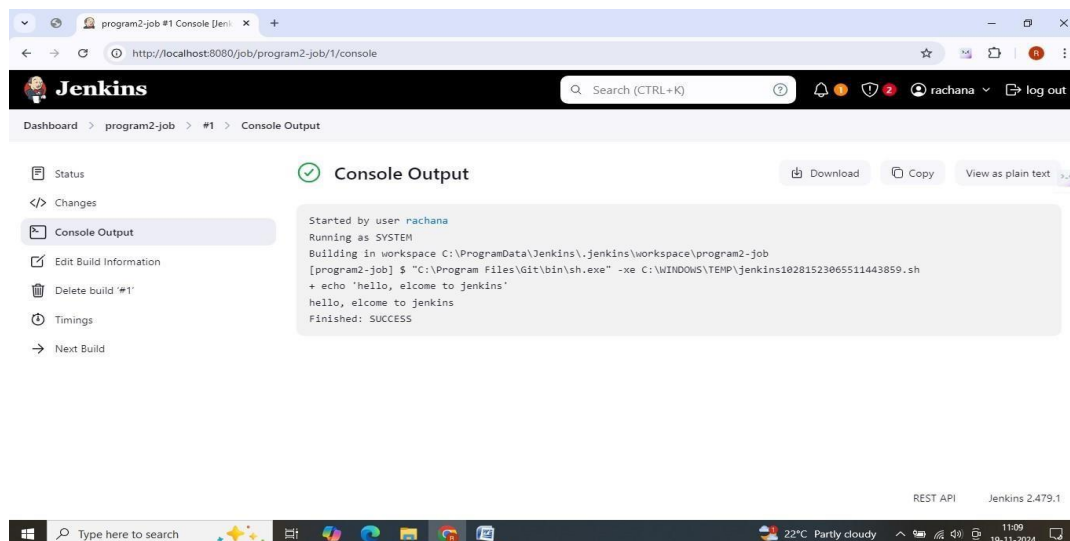 program2-job #1 Console [Jenk
http://localhost:8080/job/program2-job/1/console
R
Jenkins
Search (CTRL+K)
1
2
rachana
log out
Dashboard > program2-job > #1 > Console Output
Status
Changes
Console Output
Edit Build Information
Delete build '#1'
Timings
Next Build
Console Output
Download
Copy
View as plain text
Started by user rachana
Running as SYSTEM
Building in workspace C:\ProgramData\Jenkins\.jenkins\workspace\program2-job
[program2-job] $ "C:\Program Files\Git\bin\sh.exe" -xe C:\WINDOWS\TEMP\jenkins10281523065511443859.sh
+ echo 'hello, elcome to jenkins'
hello, elcome to jenkins
Finished: SUCCESS
REST API
Jenkins 2.479.1
Type here to search
22°C Partly cloudy
11:09
19-11-2024